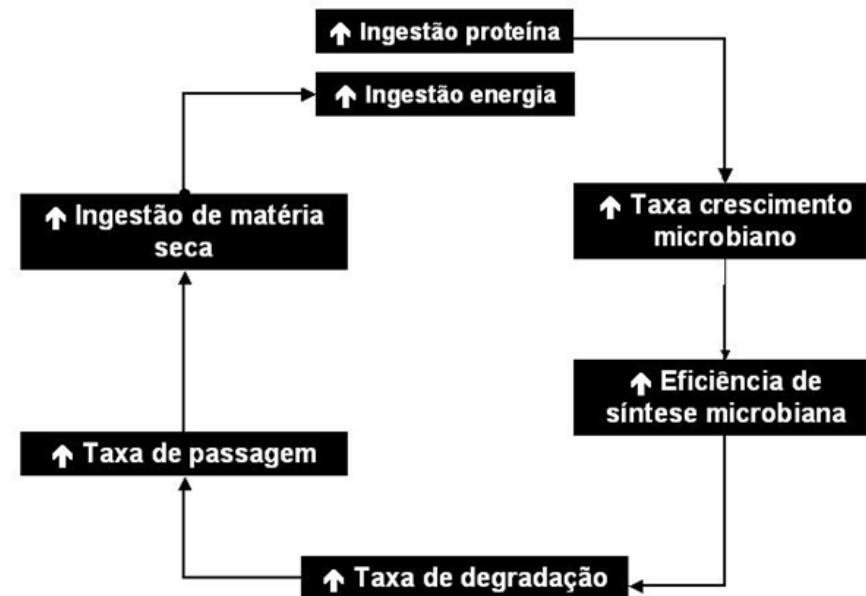 ↑ Ingestão proteína
↑ Ingestão energia
↑ Ingestão de matéria
seca
↑ Taxa crescimento
microbiano
↑ Eficiência de
síntese microbiana
↑ Taxa de passagem
↑ Taxa de degradação